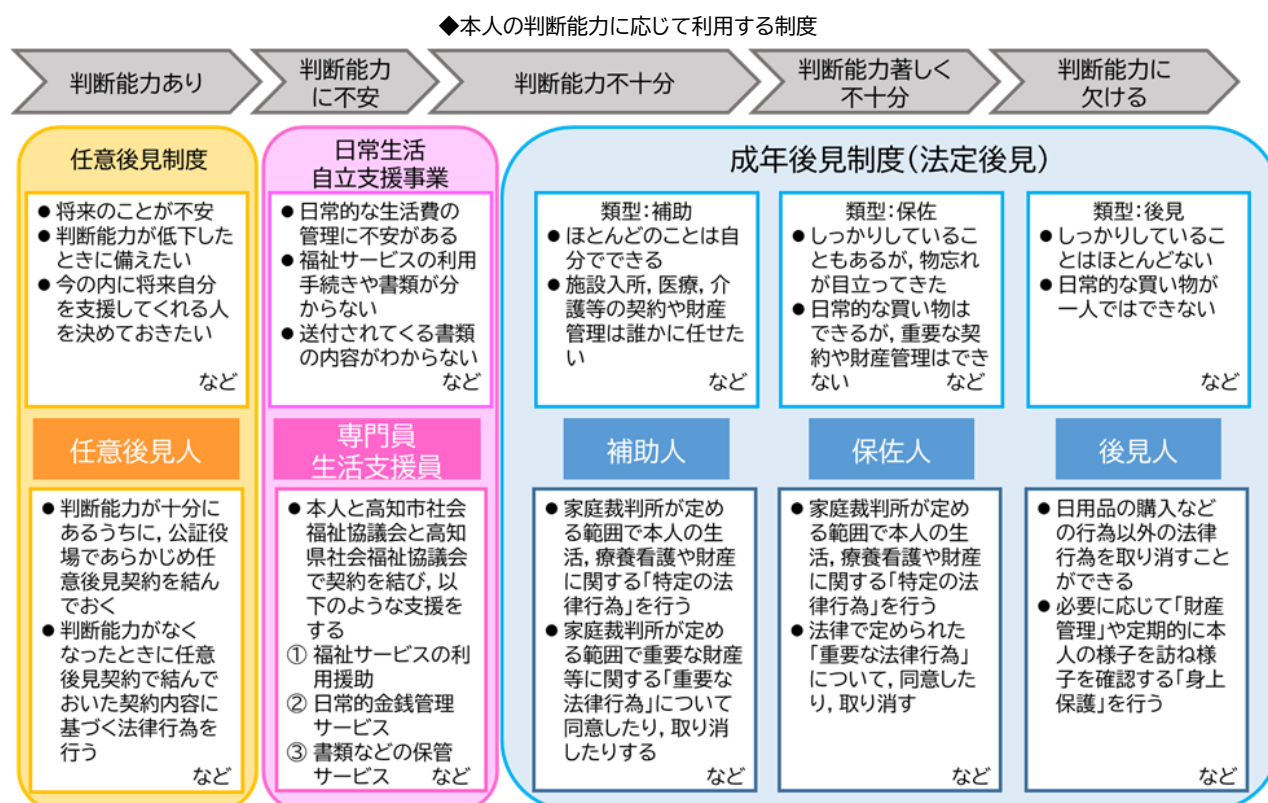 ◆本人の判断能力に応じて利用する制度
判断能力あり
判断能力
に不安
判断能力不十分
判断能力著しく
不十分
判断能力に
欠ける
任意後見制度
● 将来のことが不安
● 判断能力が低下した
ときに備えたい
● 今の内に将来自分
を支援してくれる人
を決めておきたい
など
任意後見人
● 判断能力が十分に
あるうちに，公証役
場であらかじめ任
意後見契約を結ん
でおく
● 判断能力がなく
なったときに任意
後見契約で結んで
おいた契約内容に
基づく法律行為を
行う
など
日常生活
自立支援事業
● 日常的な生活費の
管理に不安がある
● 福祉サービスの利用
手続きや書類が分
からない
● 送付されてくる書類
の内容がわからない
など
専門員
生活支援員
● 本人と高知市社会
福祉協議会と高知
県社会福祉協議会
で契約を結び，以
下のような支援を
する
① 福祉サービスの利
用援助
② 日常的金銭管理
サービス
③ 書類などの保管
サービス など
成年後見制度（法定後見）
類型：補助
● ほとんどのことは自
分でできる
● 施設入所，医療，介
護等の契約や財産
管理は誰かに任せた
い
など
補助人
● 家庭裁判所が定め
る範囲で本人の生
活，療養看護や財産
に関する「特定の法
律行為」を行う
● 家庭裁判所が定め
る範囲で重要な財産
等に関する「重要な
法律行為」について
同意したり，取り消
したりする
など
類型：保佐
● しっかりしているこ
ともあるが，物忘れ
が目立ってきた
● 日常的な買い物は
できるが，重要な契
約や財産管理はでき
ない など
保佐人
● 家庭裁判所が定め
る範囲で本人の生
活，療養看護や財産
に関する「特定の法
律行為」を行う
● 法律で定められた
「重要な法律行為」
について，同意した
り，取り消す
など
類型：後見
● しっかりしているこ
とはほとんどない
● 日常的な買い物が
一人ではできない
など
後見人
● 日用品の購入など
の行為以外の法律
行為を取り消すこと
ができる
● 必要に応じて「財産
管理」や定期的に本
人の様子を訪ね様
子を確認する「身上
保護」を行う
など